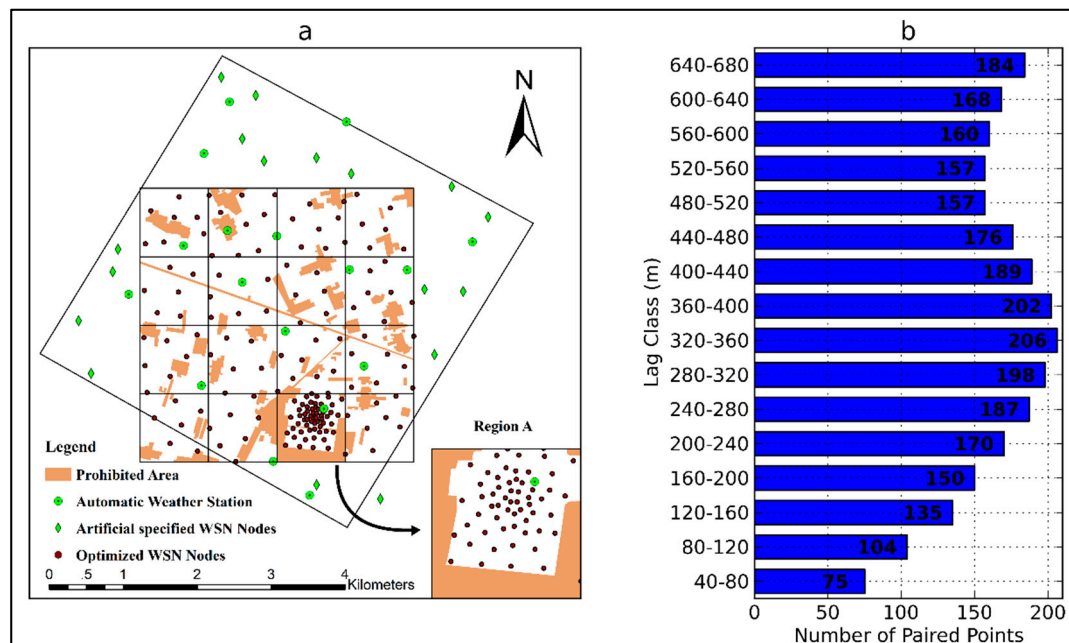 a
N
Region A
Legend
Prohibited Area
Automatic Weather Station
Artificial specified WSN Nodes
Optimized WSN Nodes
0 .5 1 2 3 4
Kilometers
b
Lag Class (m)
640-680 184
600-640 168
560-600 160
520-560 157
480-520 157
440-480 176
400-440 189
360-400 202
320-360 206
280-320 198
240-280 187
200-240 170
160-200 150
120-160 135
80-120 104
40-80 75
0 50 100 150 200
Number of Paired Points